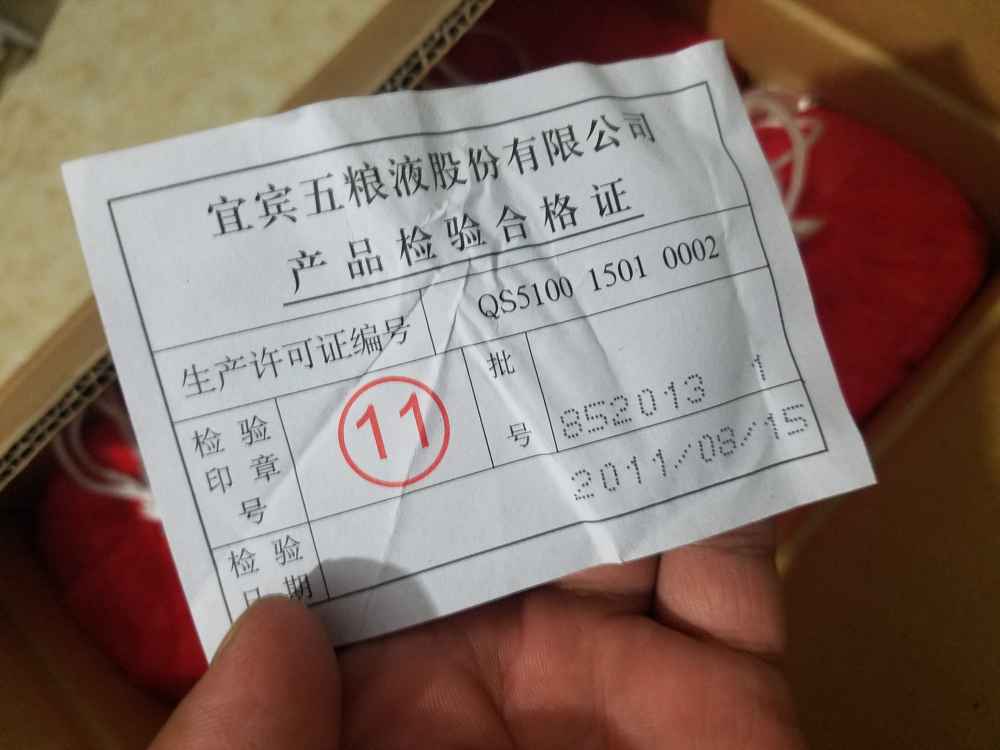 宜宾五粮液股份有限公司
产品检验合格证
生产许可证编号 QS5100 1501 0002
检验印章号 11 批号 852013 1
检验日期 2011/08/15